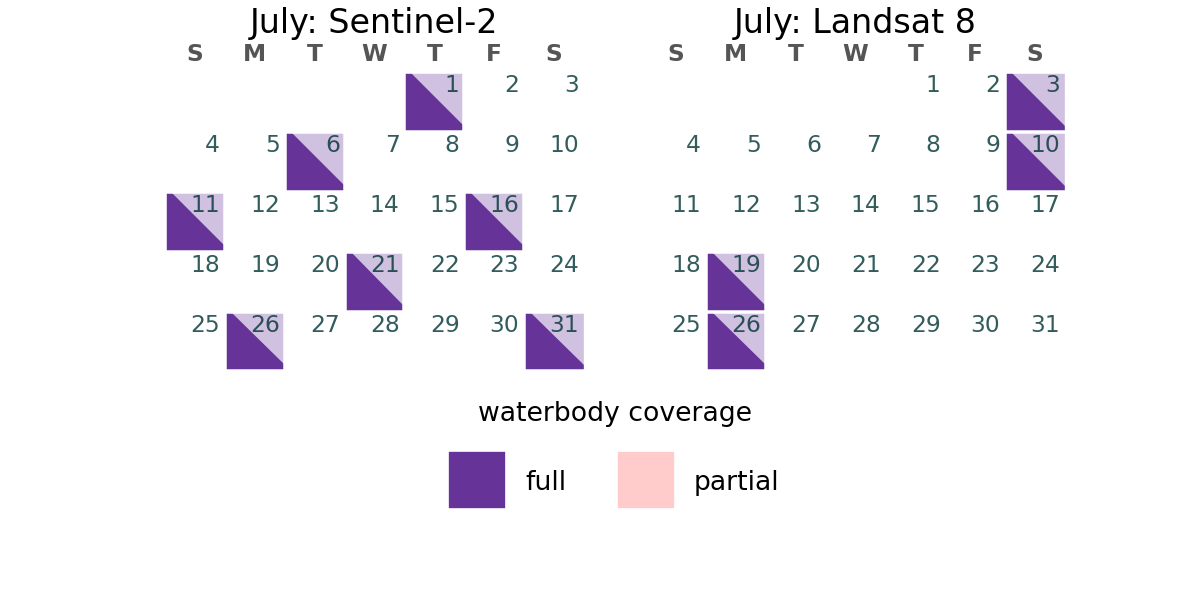 July: Sentinel-2
S M T W T F S
1 2 3
4 5 6 7 8 9 10
11 12 13 14 15 16 17
18 19 20 21 22 23 24
25 26 27 28 29 30 31
July: Landsat 8
S M T W T F S
1 2 3
4 5 6 7 8 9 10
11 12 13 14 15 16 17
18 19 20 21 22 23 24
25 26 27 28 29 30 31
waterbody coverage
full partial